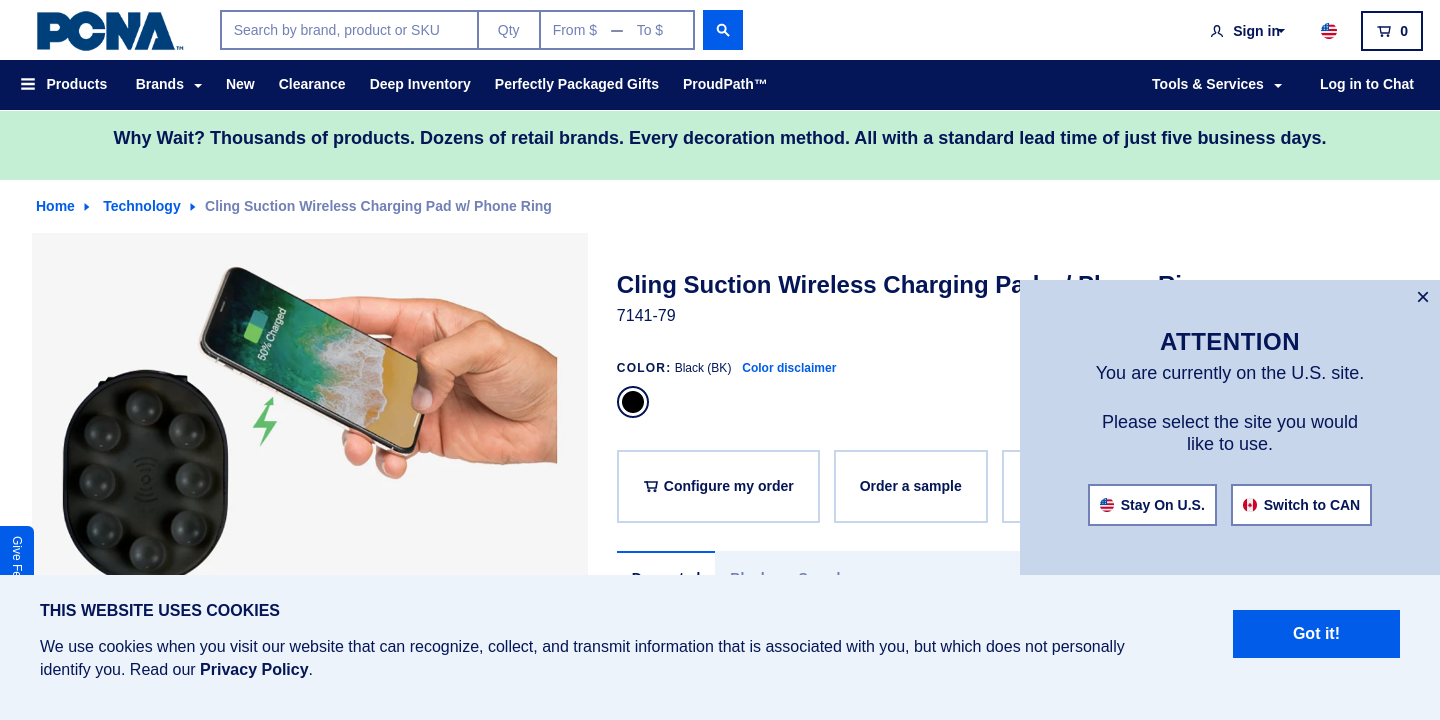 PCNA™
Search by brand, product or SKU
Qty
From $ — To $
Sign in
0
Products
Brands
New
Clearance
Deep Inventory
Perfectly Packaged Gifts
ProudPath™
Tools & Services
Log in to Chat
Why Wait? Thousands of products. Dozens of retail brands. Every decoration method. All with a standard lead time of just five business days.
Home
Technology
Cling Suction Wireless Charging Pad w/ Phone Ring
50% Charged
Cling Suction Wireless Charging
7141-79
COLOR: Black (BK) Color disclaimer
Configure my order
Order a sample
×
ATTENTION
You are currently on the U.S. site.
Please select the site you would
like to use.
Stay On U.S.
Switch to CAN
Give
THIS WEBSITE USES COOKIES
We use cookies when you visit our website that can recognize, collect, and transmit information that is associated with you, but which does not personally
identify you. Read our Privacy Policy.
Got it!